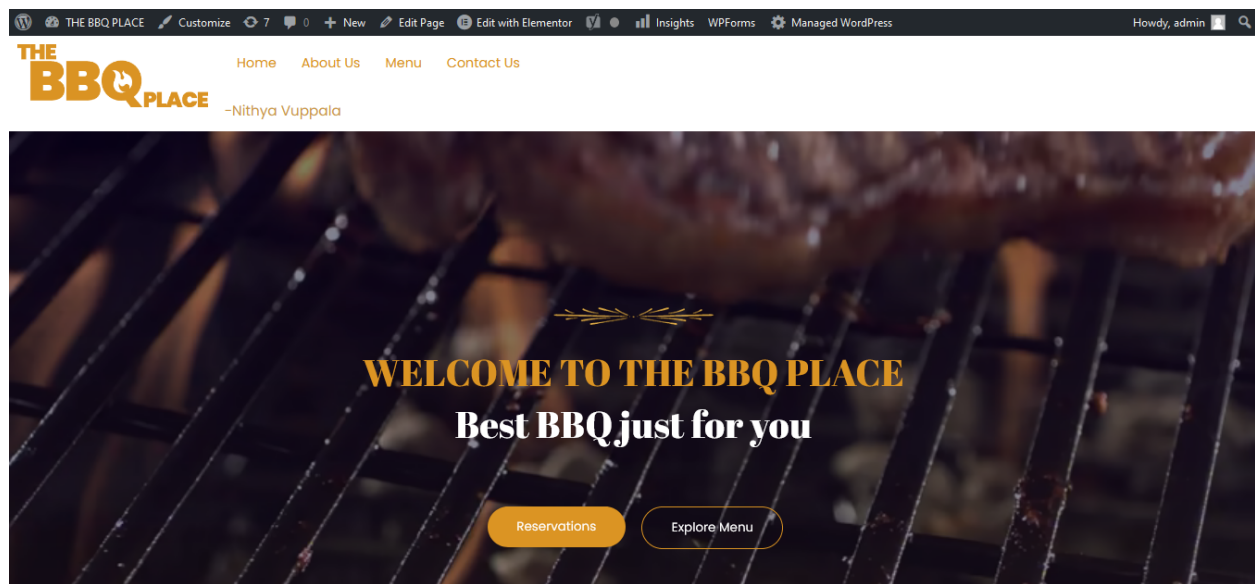 THE BBQ PLACE Customize 7 0 New Edit Page Edit with Elementor Insights WPForms Managed WordPress Howdy, admin
THE
BBQ PLACE
Home About Us Menu Contact Us
-Nithya Vuppala
WELCOME TO THE BBQ PLACE
Best BBQ just for you
Reservations Explore Menu